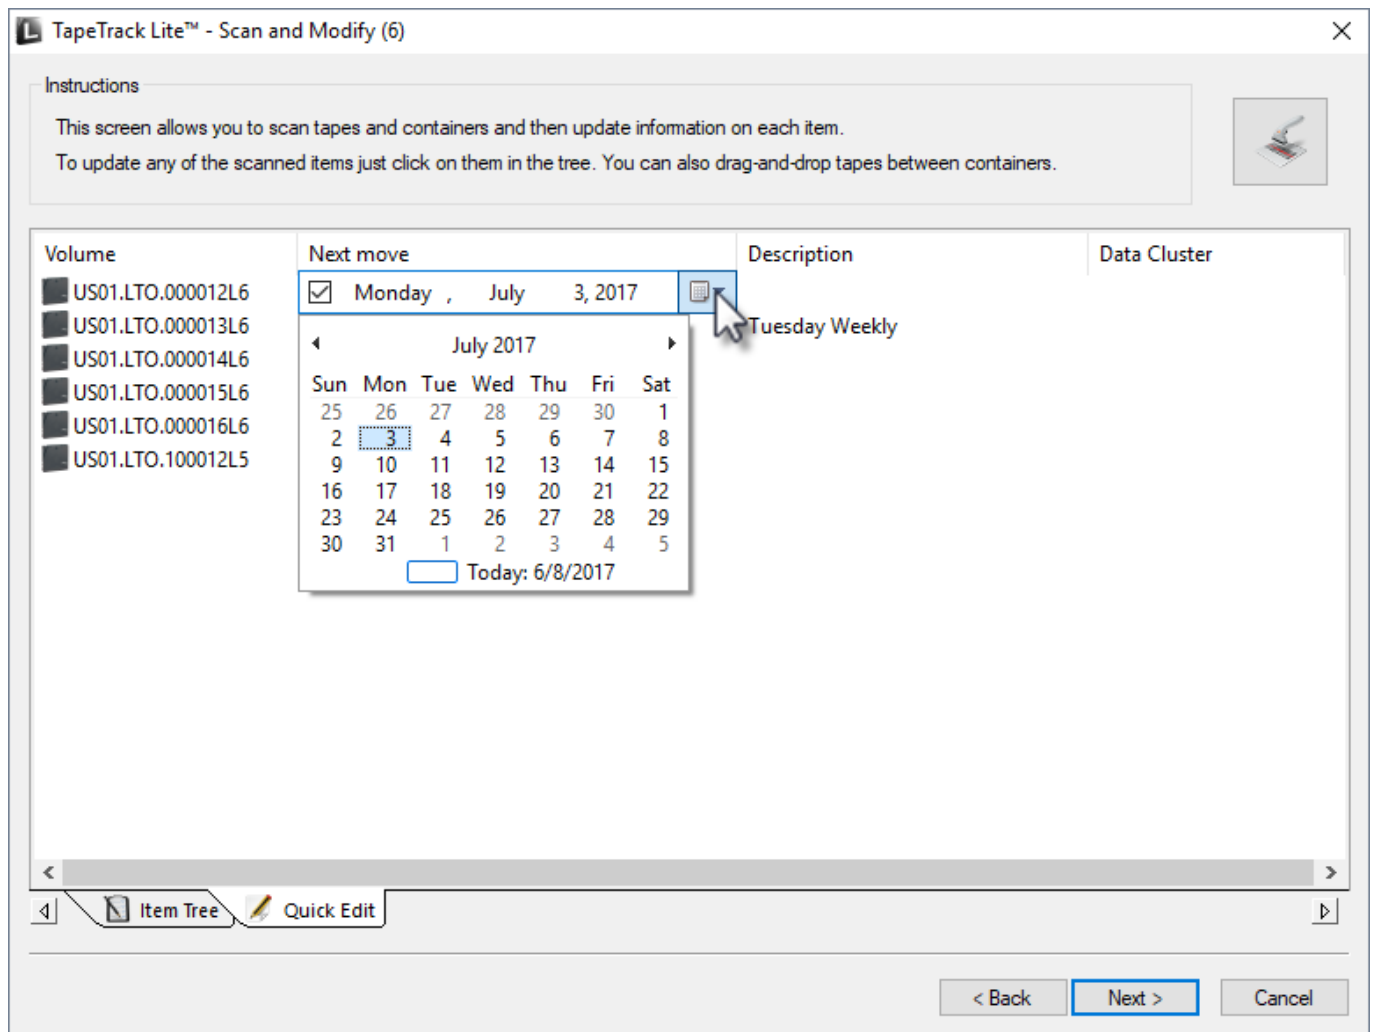 TapeTrack Lite™ - Scan and Modify (6)
Instructions
This screen allows you to scan tapes and containers and then update information on each item.
To update any of the scanned items just click on them in the tree. You can also drag-and-drop tapes between containers.
Volume Next move Description Data Cluster
US01.LTO.000012L6 Monday , July 3, 2017
US01.LTO.000013L6 Tuesday Weekly
US01.LTO.000014L6
US01.LTO.000015L6
US01.LTO.000016L6
US01.LTO.100012L5
July 2017
Sun Mon Tue Wed Thu Fri Sat
25 26 27 28 29 30 1
2 3 4 5 6 7 8
9 10 11 12 13 14 15
16 17 18 19 20 21 22
23 24 25 26 27 28 29
30 31 1 2 3 4 5
Today: 6/8/2017
Item Tree Quick Edit
< Back Next > Cancel